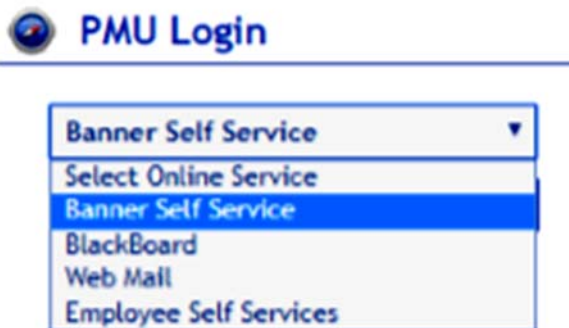 PMU Login
Banner Self Service
Select Online Service
Banner Self Service
BlackBoard
Web Mail
Employee Self Services